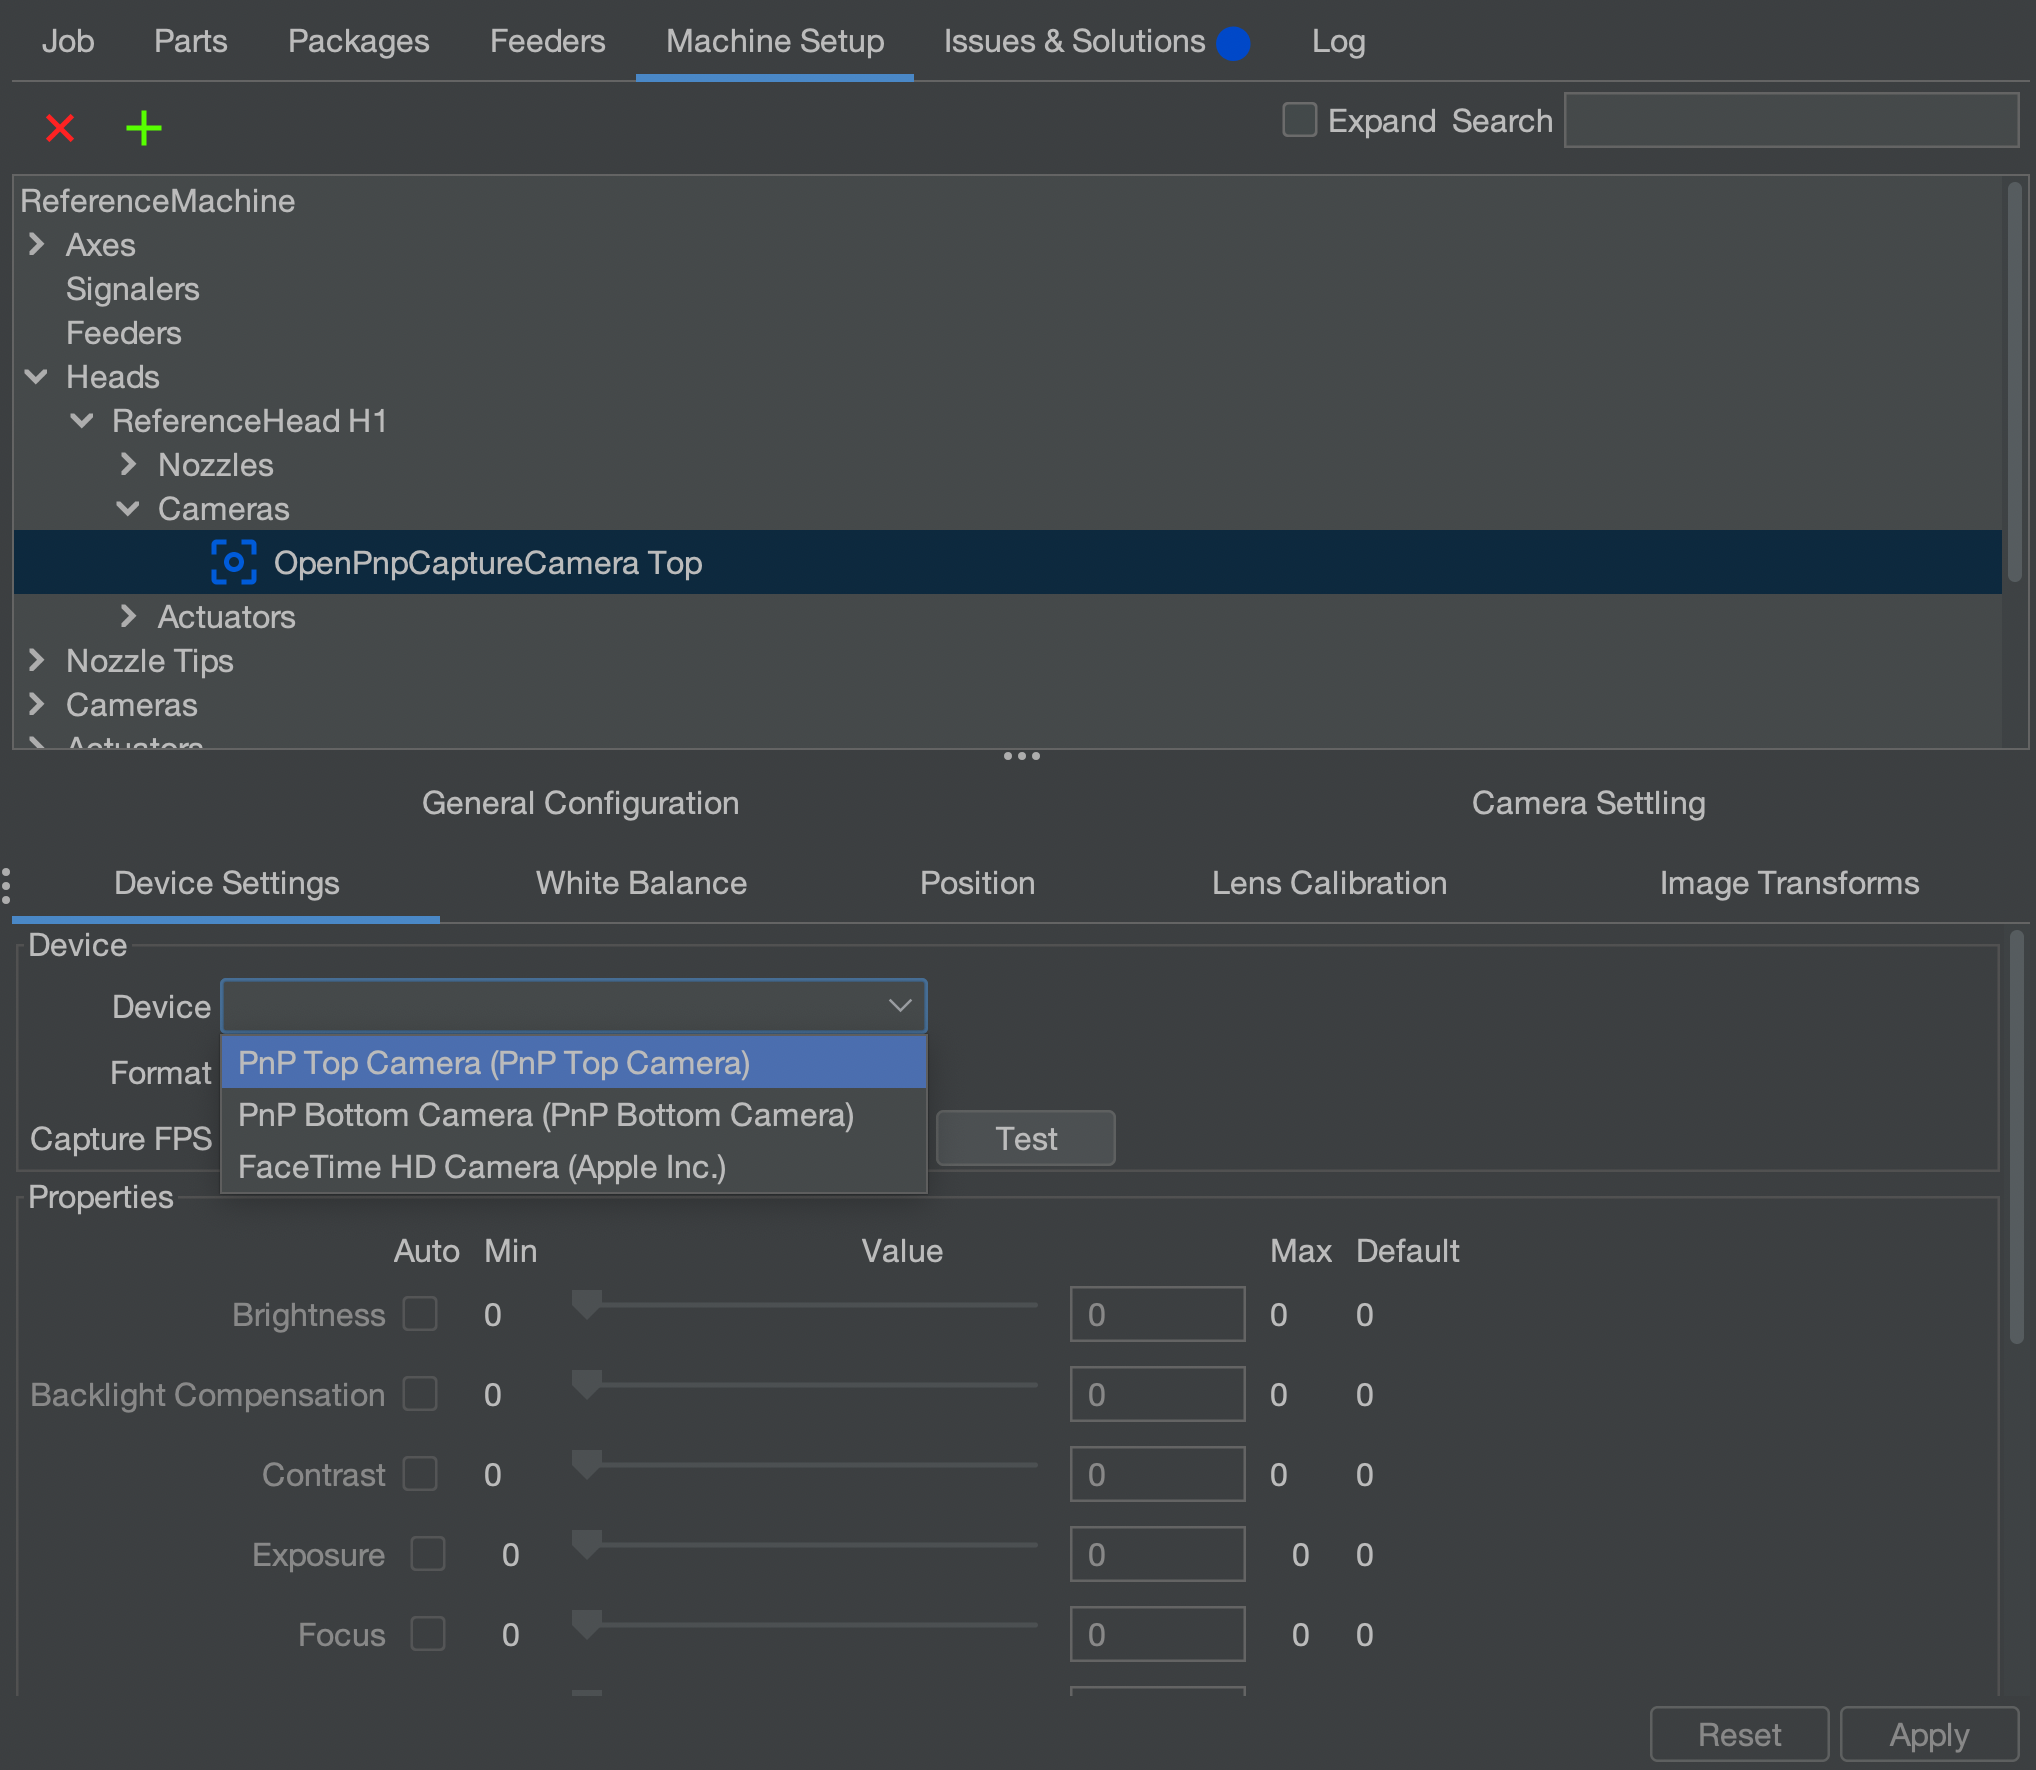 Job Parts Packages Feeders Machine Setup Issues & Solutions Log
Expand Search
ReferenceMachine
Axes
Signalers
Feeders
Heads
ReferenceHead H1
Nozzles
Cameras
OpenPnpCaptureCamera Top
Actuators
Nozzle Tips
Cameras
Actuators
General Configuration Camera Settling
Device Settings White Balance Position Lens Calibration Image Transforms
Device
Device
Format PnP Top Camera (PnP Top Camera)
PnP Bottom Camera (PnP Bottom Camera)
Capture FPS Test
FaceTime HD Camera (Apple Inc.)
Properties
Auto Min Value Max Default
Brightness 0 0 0 0
Backlight Compensation 0 0 0 0
Contrast 0 0 0 0
Exposure 0 0 0 0
Focus 0 0 0 0
Reset Apply